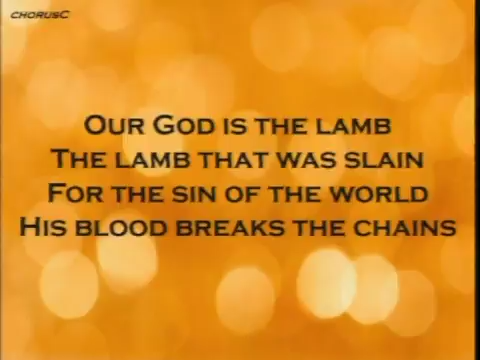 CHORUSC
OUR GOD IS THE LAMB
THE LAMB THAT WAS SLAIN
FOR THE SIN OF THE WORLD
HIS BLOOD BREAKS THE CHAINS